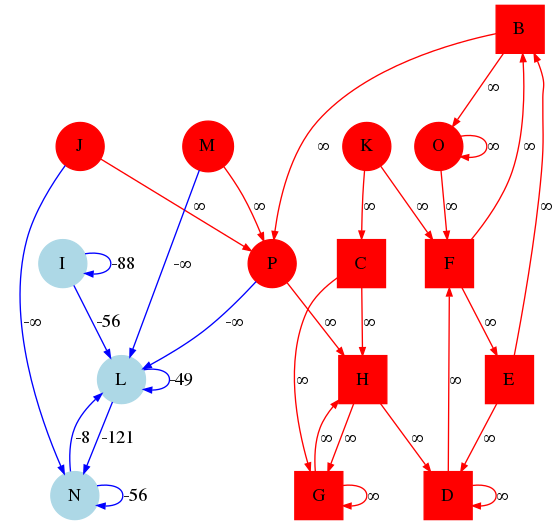 B
∞
J M K O ∞ ∞
∞ ∞ ∞ ∞ ∞ ∞ ∞
I -88 -∞ P C F
-∞ -56 -∞ ∞ ∞ ∞
L -49 ∞ H ∞ E
-8 -121 ∞ ∞ ∞ ∞
N -56 G ∞ D ∞